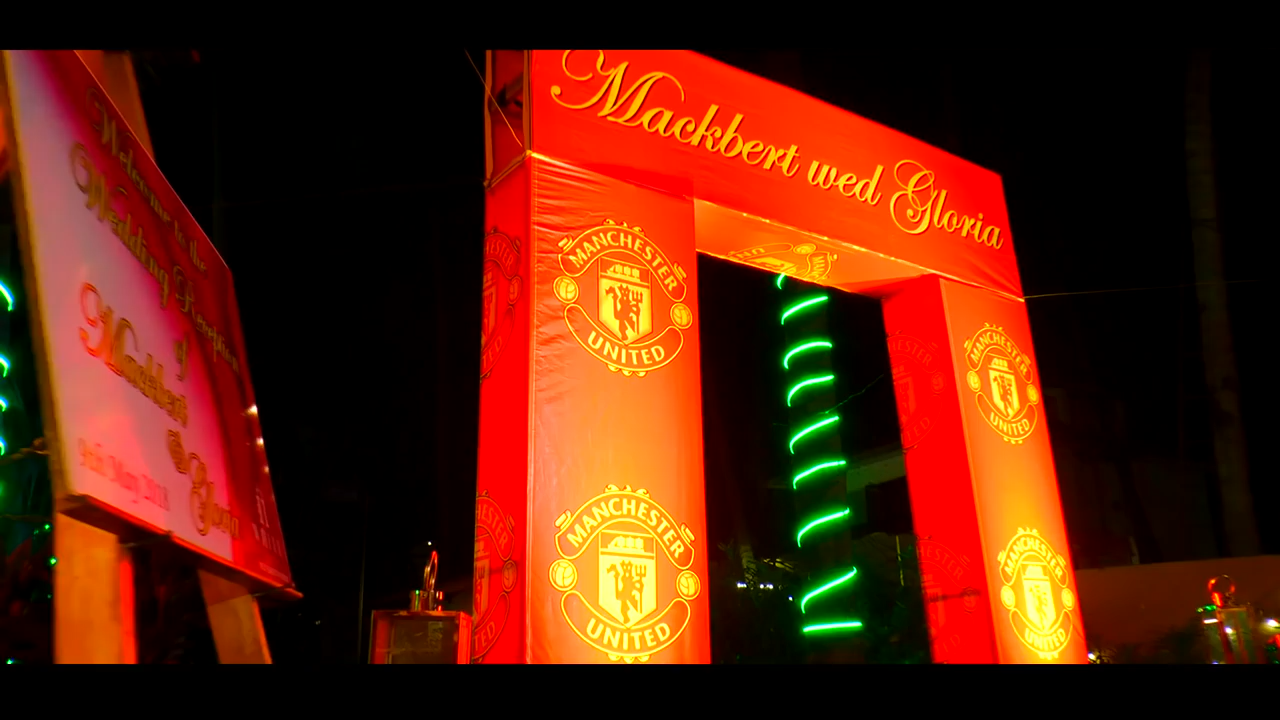 Welcome to the
Wedding Reception
of
Mackbert
&
Gloria
9th May 2018
Mackbert wed Gloria
MANCHESTER
UNITED
MANCHESTER
UNITED
MANCHESTER
UNITED
MANCHESTER
UNITED